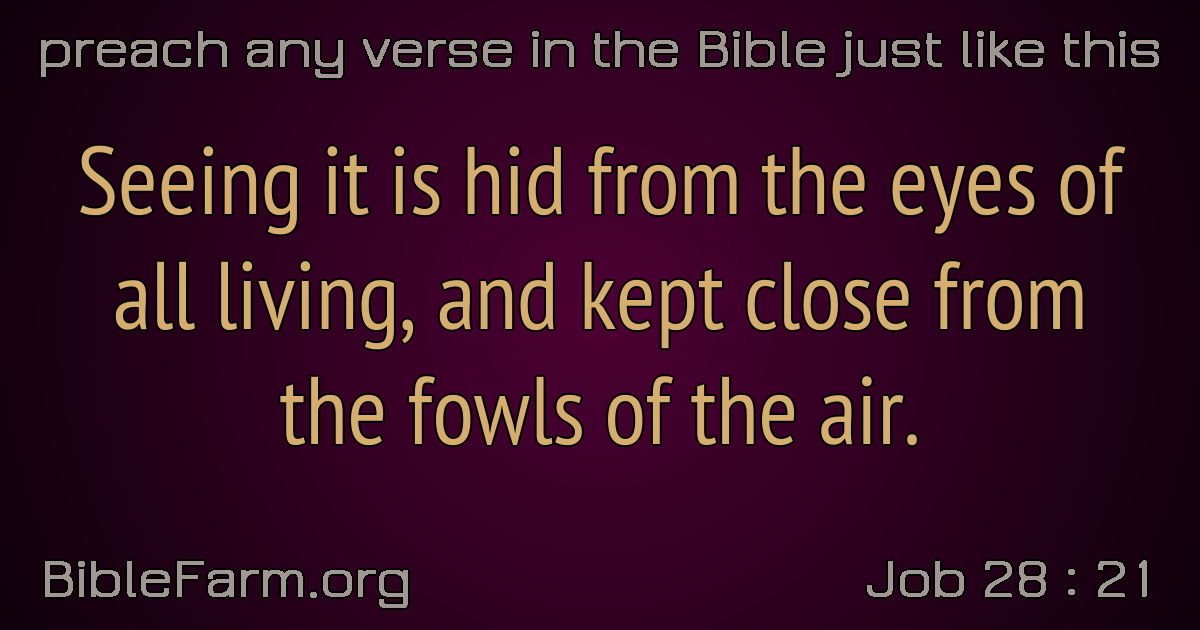 preach any verse in the Bible just like this
Seeing it is hid from the eyes of
all living, and kept close from
the fowls of the air.
BibleFarm.org
Job 28 : 21